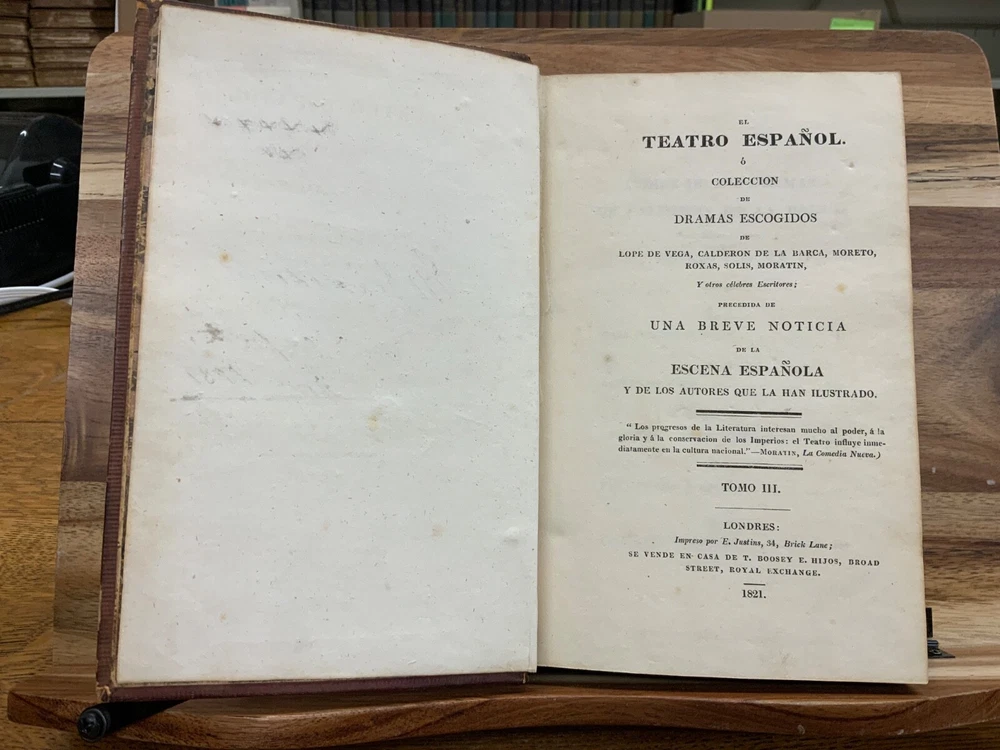 EL
TEATRO ESPAÑOL.
ó
COLECCION
DE
DRAMAS ESCOGIDOS
DE
LOPE DE VEGA, CALDERON DE LA BARCA, MORETO,
ROXAS, SOLIS, MORATIN,
Y otros célebres Escritores;
PRECEDIDA DE
UNA BREVE NOTICIA
DE LA
ESCENA ESPAÑOLA
Y DE LOS AUTORES QUE LA HAN ILUSTRADO.
“ Los progresos de la Literatura interesan mucho al poder, á la
gloria y á la conservacion de los Imperios: el Teatro influye inme-
diatamente en la cultura nacional.”—MORATIN, La Comedia Nueva.)
TOMO III.
LONDRES:
Impreso por E. Justins, 34, Brick Lane;
SE VENDE EN CASA DE T. BOOSEY E. HIJOS, BROAD
STREET, ROYAL EXCHANGE.
1821.